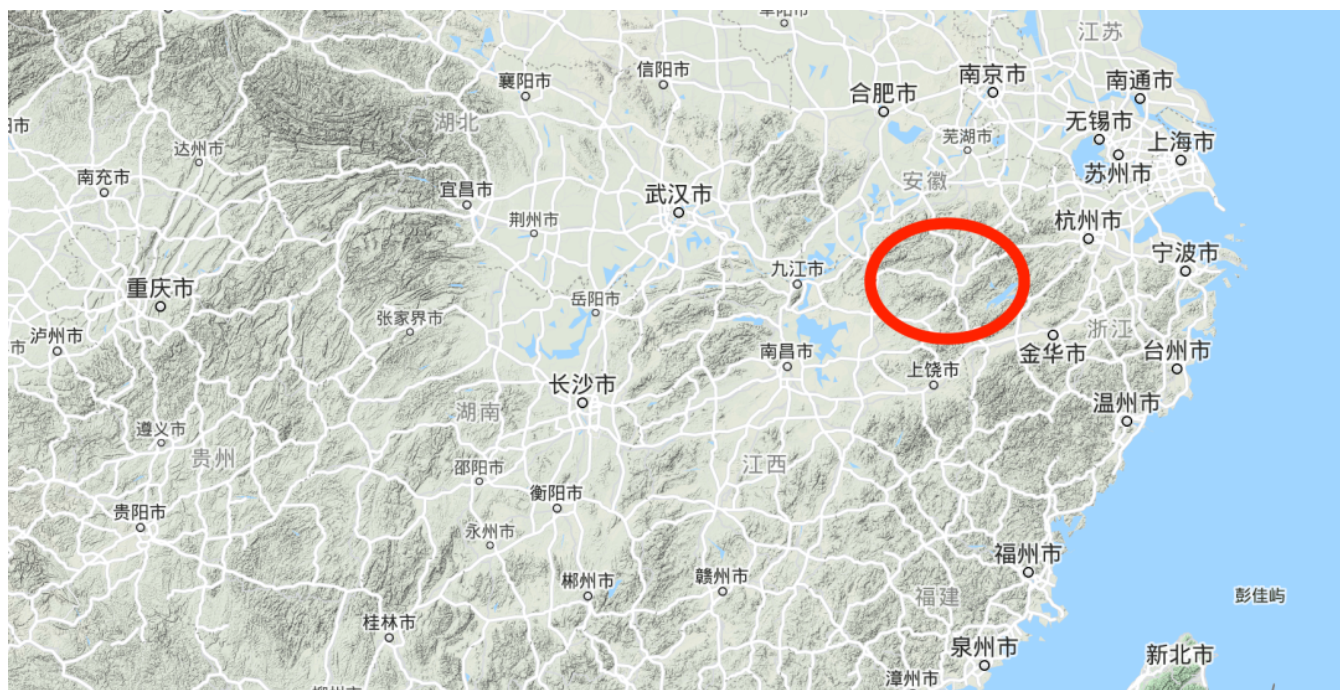 江苏
信阳市
南京市
襄阳市
南通市
合肥市
湖北
无锡市
芜湖市
上海市
达州市
苏州市
南充市
安徽
宜昌市
武汉市
荆州市
杭州市
宁波市
九江市
重庆市
岳阳市
张家界市
浙江
泸州市
南昌市
金华市
台州市
上饶市
长沙市
温州市
湖南
遵义市
贵州
江西
邵阳市
衡阳市
贵阳市
永州市
福州市
郴州市
赣州市
福建
彭佳屿
桂林市
泉州市
新北市
漳州市